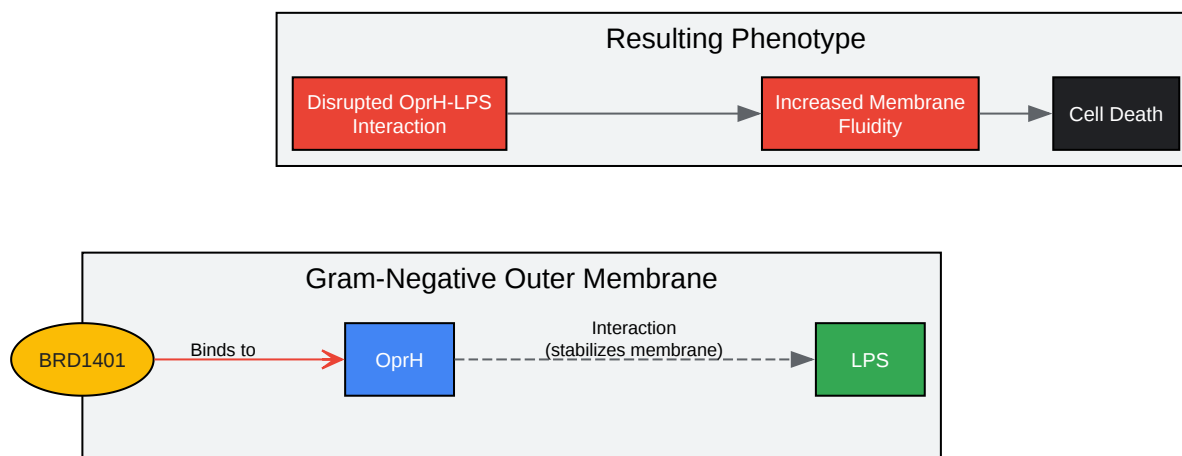 Resulting Phenotype
Disrupted OprH-LPS
Interaction
Increased Membrane
Fluidity
Cell Death
Gram-Negative Outer Membrane
BRD1401
Binds to
OprH
Interaction
(stabilizes membrane)
LPS